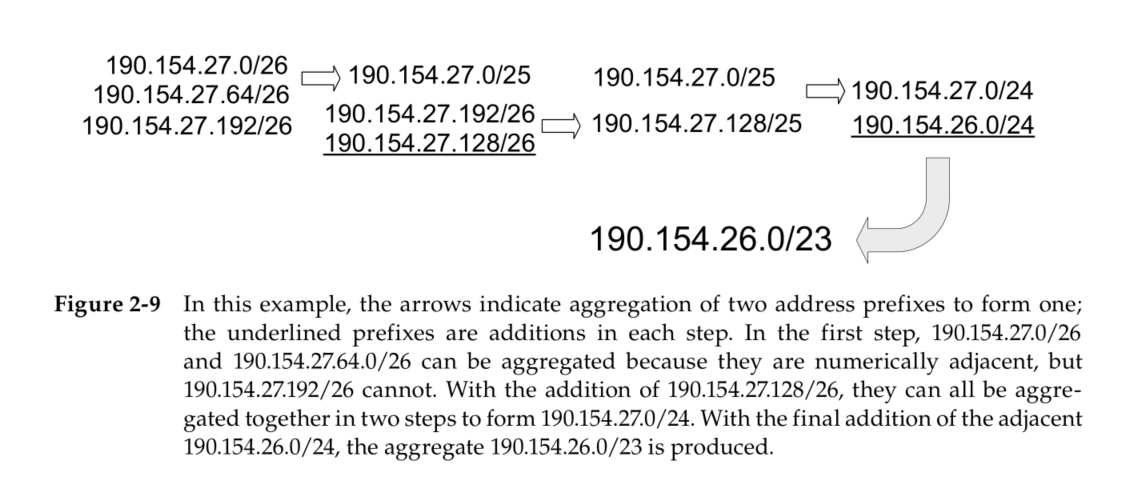 190.154.27.0/26
190.154.27.64/26
190.154.27.192/26
190.154.27.0/25
190.154.27.192/26
190.154.27.128/26
190.154.27.0/25
190.154.27.128/25
190.154.27.0/24
190.154.26.0/24
190.154.26.0/23
Figure 2-9 In this example, the arrows indicate aggregation of two address prefixes to form one;
the underlined prefixes are additions in each step. In the first step, 190.154.27.0/26
and 190.154.27.64.0/26 can be aggregated because they are numerically adjacent, but
190.154.27.192/26 cannot. With the addition of 190.154.27.128/26, they can all be aggre-
gated together in two steps to form 190.154.27.0/24. With the final addition of the adjacent
190.154.26.0/24, the aggregate 190.154.26.0/23 is produced.